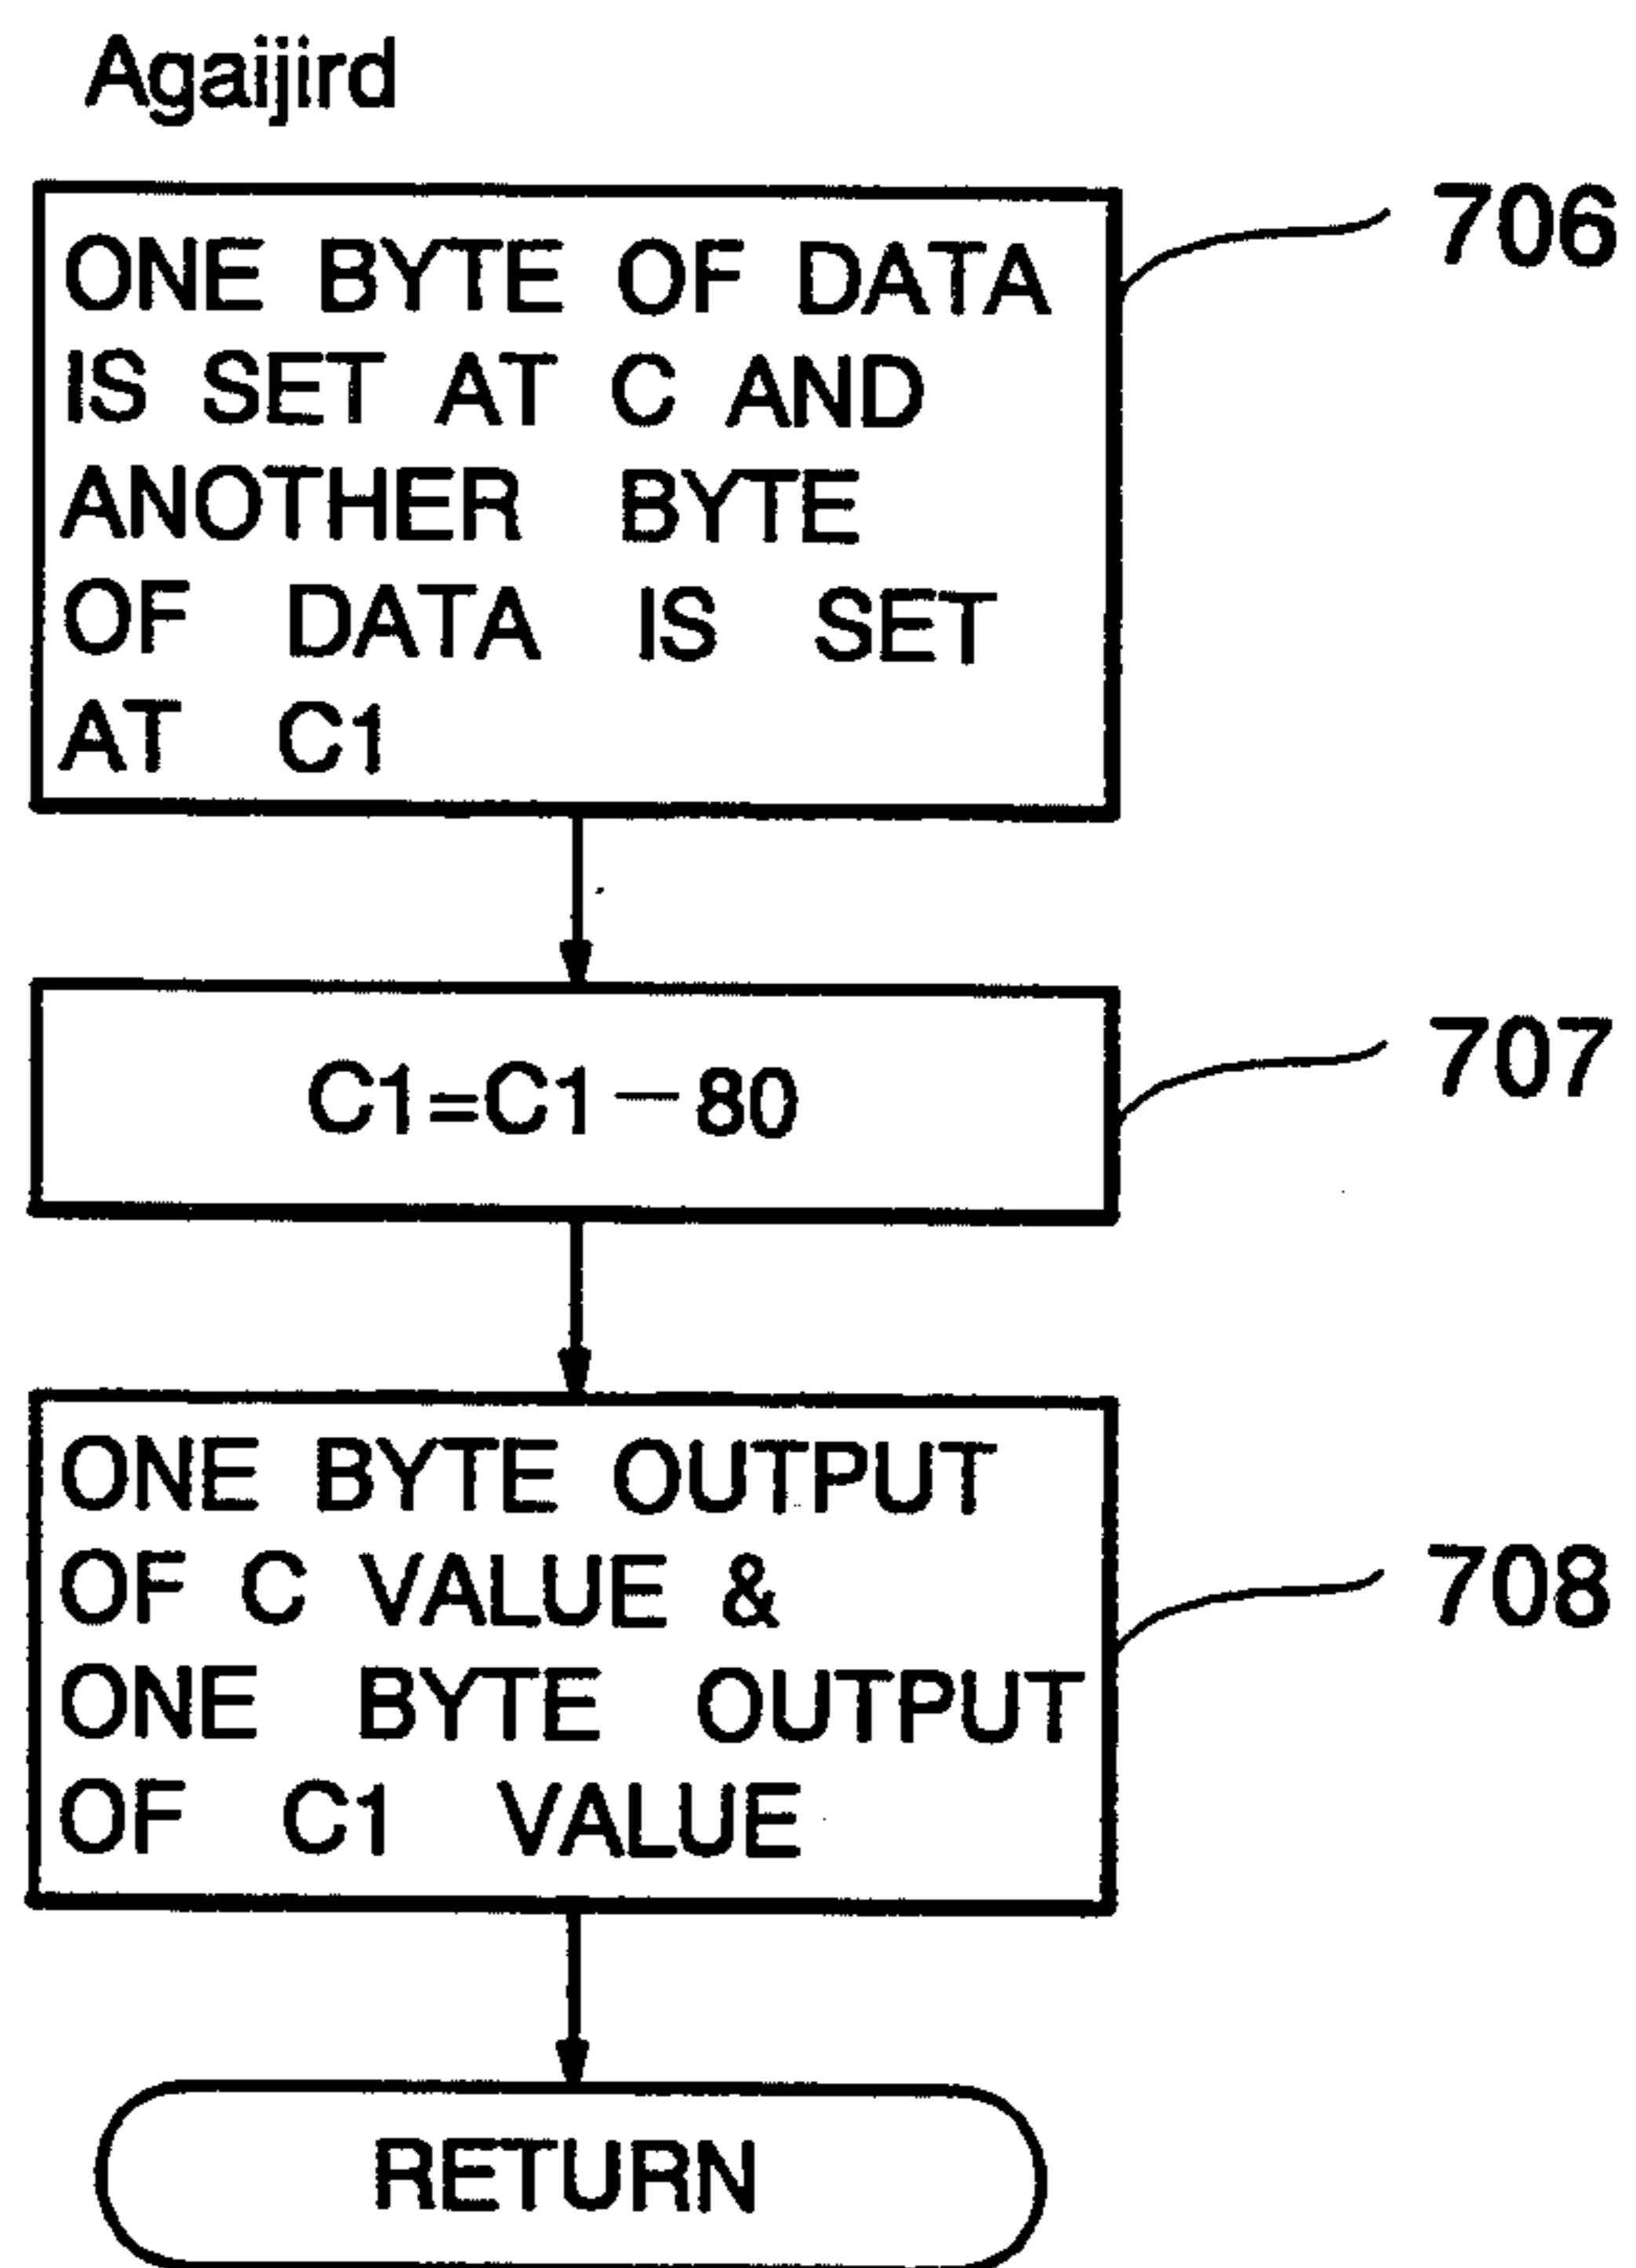 Agaijird
706
ONE BYTE OF DATA
IS SET AT C AND
ANOTHER BYTE
OF DATA IS SET
AT C1
707
C1=C1−80
708
ONE BYTE OUTPUT
OF C VALUE &
ONE BYTE OUTPUT
OF C1 VALUE
RETURN